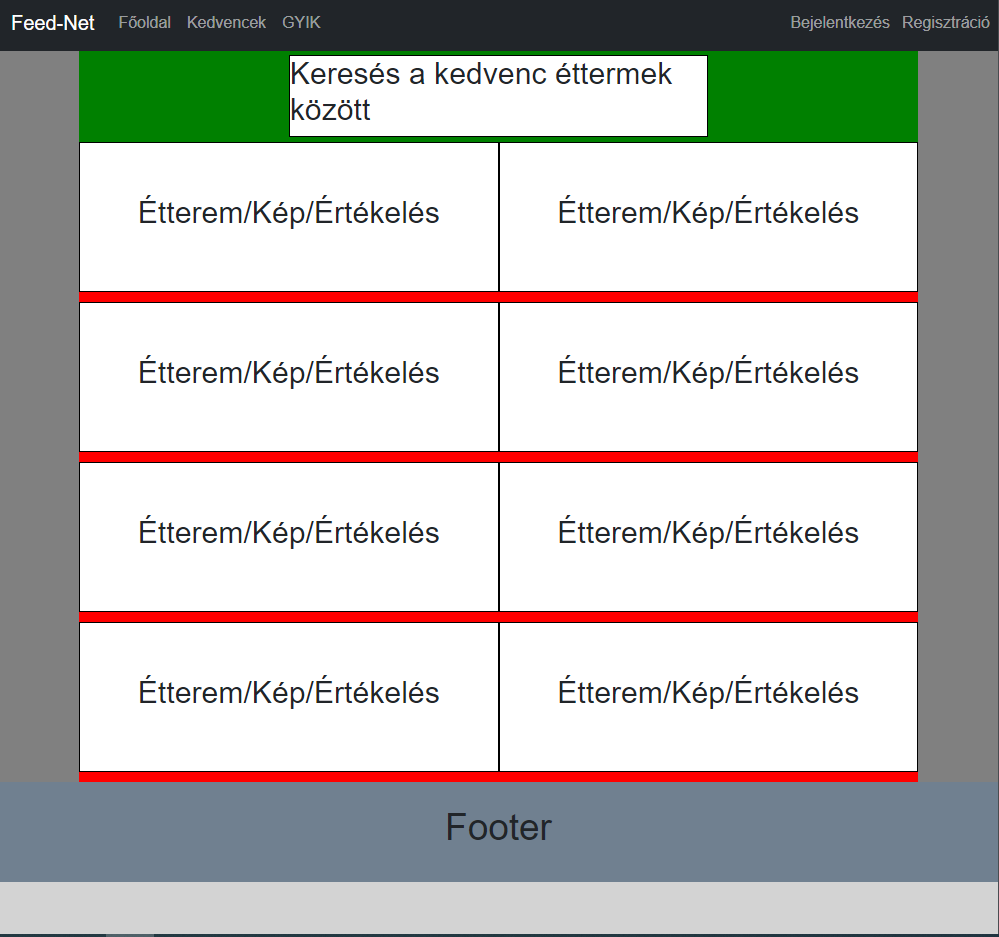 Feed-Net Főoldal Kedvencek GYIK Bejelentkezés Regisztráció
Keresés a kedvenc éttermek
között
Étterem/Kép/Értékelés Étterem/Kép/Értékelés
Étterem/Kép/Értékelés Étterem/Kép/Értékelés
Étterem/Kép/Értékelés Étterem/Kép/Értékelés
Étterem/Kép/Értékelés Étterem/Kép/Értékelés
Footer